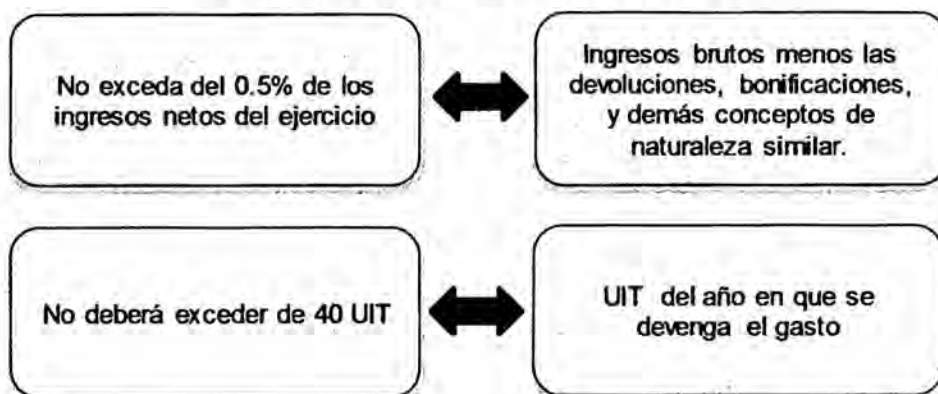 No exceda del 0.5% de los
ingresos netos del ejercicio
Ingresos brutos menos las
devoluciones, bonificaciones,
y demás conceptos de
naturaleza similar.
No deberá exceder de 40 UIT
UIT del año en que se
devenga el gasto